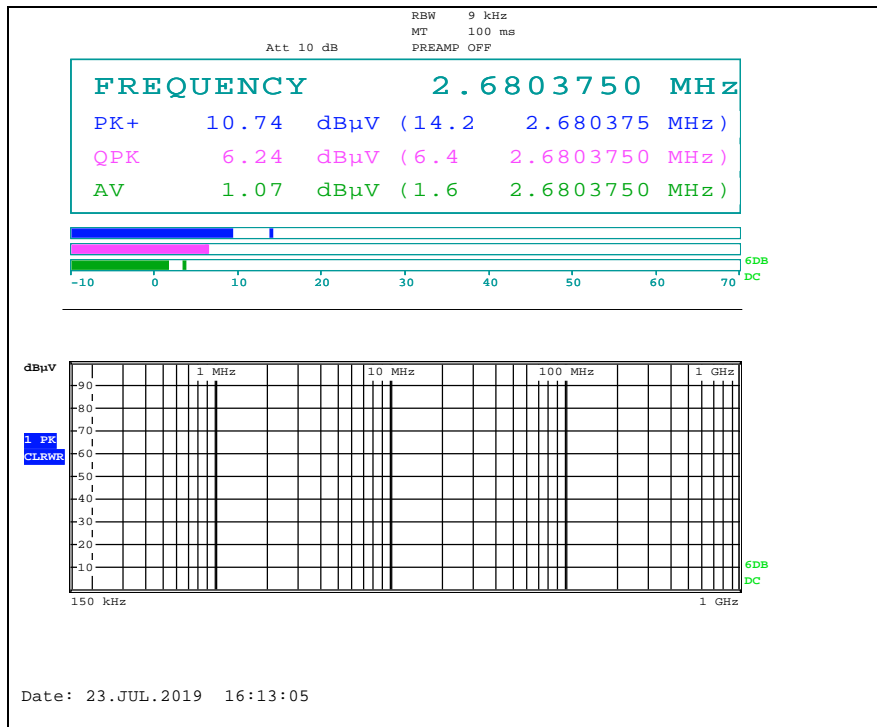 RBW 9 kHz
MT 100 ms
Att 10 dB PREAMP OFF
FREQUENCY 2.6803750 MHz
PK+ 10.74 dBµV (14.2 2.680375 MHz)
QPK 6.24 dBµV (6.4 2.6803750 MHz)
AV 1.07 dBµV (1.6 2.6803750 MHz)
6DB
-10 0 10 20 30 40 50 60 70 DC
dBµV 1 MHz 10 MHz 100 MHz 1 GHz
90
80
70
1 PK
60
CLRWR
50
40
30
20
10 6DB
DC
150 kHz 1 GHz
Date: 23.JUL.2019 16:13:05